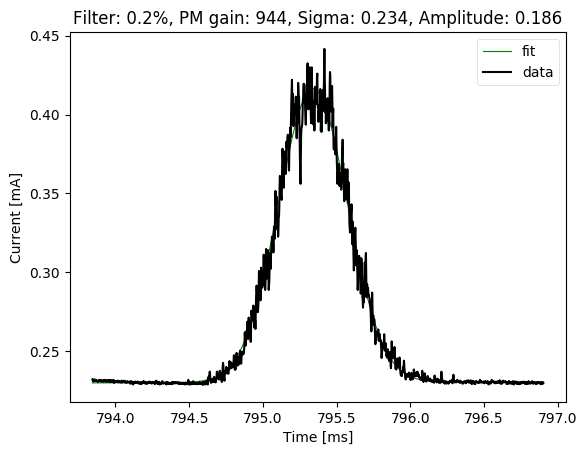 Filter: 0.2%, PM gain: 944, Sigma: 0.234, Amplitude: 0.186
fit
data
0.45
0.40
0.35
0.30
0.25
Current [mA]
794.0 794.5 795.0 795.5 796.0 796.5 797.0
Time [ms]